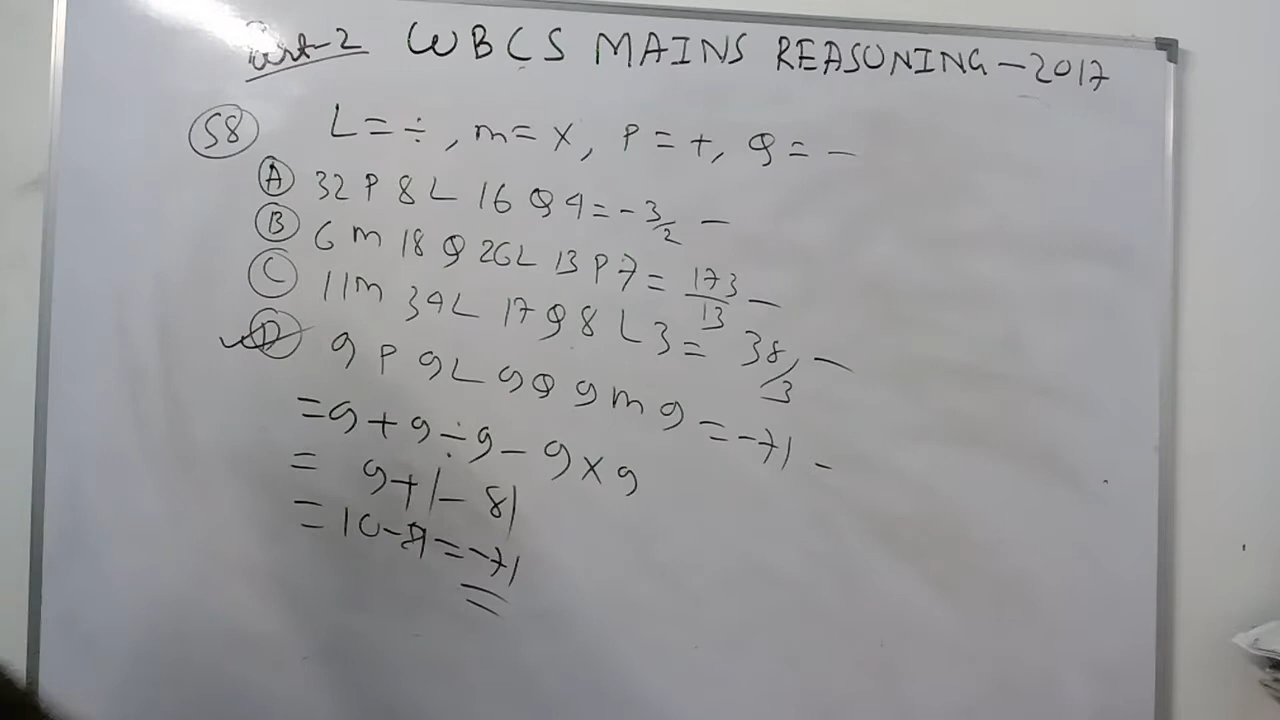 Part-2 WBCS MAINS REASONING-2017
58 L = ÷, m = ×, P = +, Q = -
A 32 P 8 L 16 Q 4 = -3/2 -
B 6 m 18 Q 26 L 13 P 7 = 173/13 -
C 11 m 34 L 17 Q 8 L 3 = 38/3 -
D 9 P 9 L 9 Q 9 m 9 = -71 -
= 9 + 9 ÷ 9 - 9 × 9
= 9 + 1 - 81
= 10 - 81 = -71